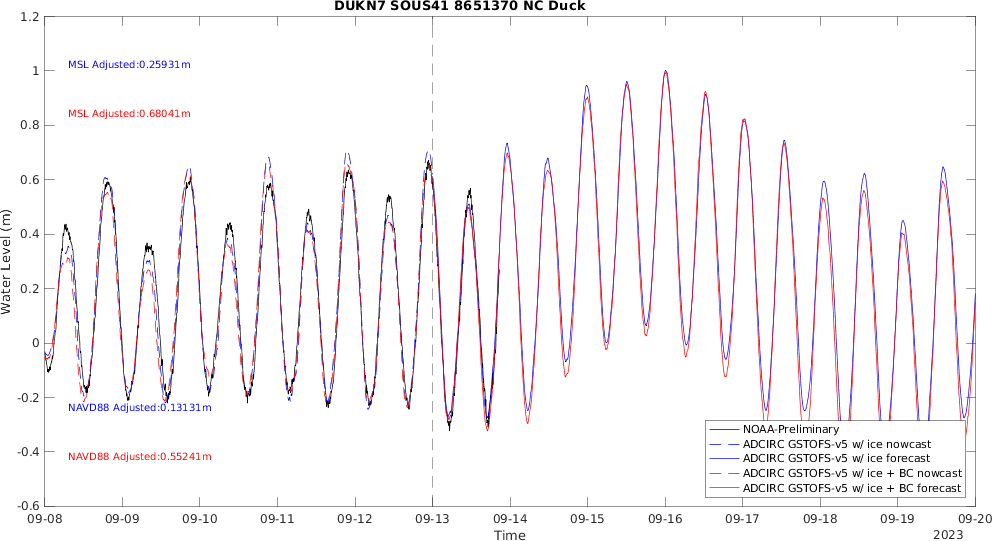 DUKN7 SOUS41 8651370 NC Duck
1.2
1
0.8
0.6
0.4
0.2
0
-0.2
-0.4
-0.6
Water Level (m)
MSL Adjusted:0.25931m
MSL Adjusted:0.68041m
NAVD88 Adjusted:0.13131m
NAVD88 Adjusted:0.55241m
NOAA-Preliminary
ADCIRC GSTOFS-v5 w/ ice nowcast
ADCIRC GSTOFS-v5 w/ ice forecast
ADCIRC GSTOFS-v5 w/ ice + BC nowcast
ADCIRC GSTOFS-v5 w/ ice + BC forecast
09-08 09-09 09-10 09-11 09-12 09-13 09-14 09-15 09-16 09-17 09-18 09-19 09-20
Time
2023